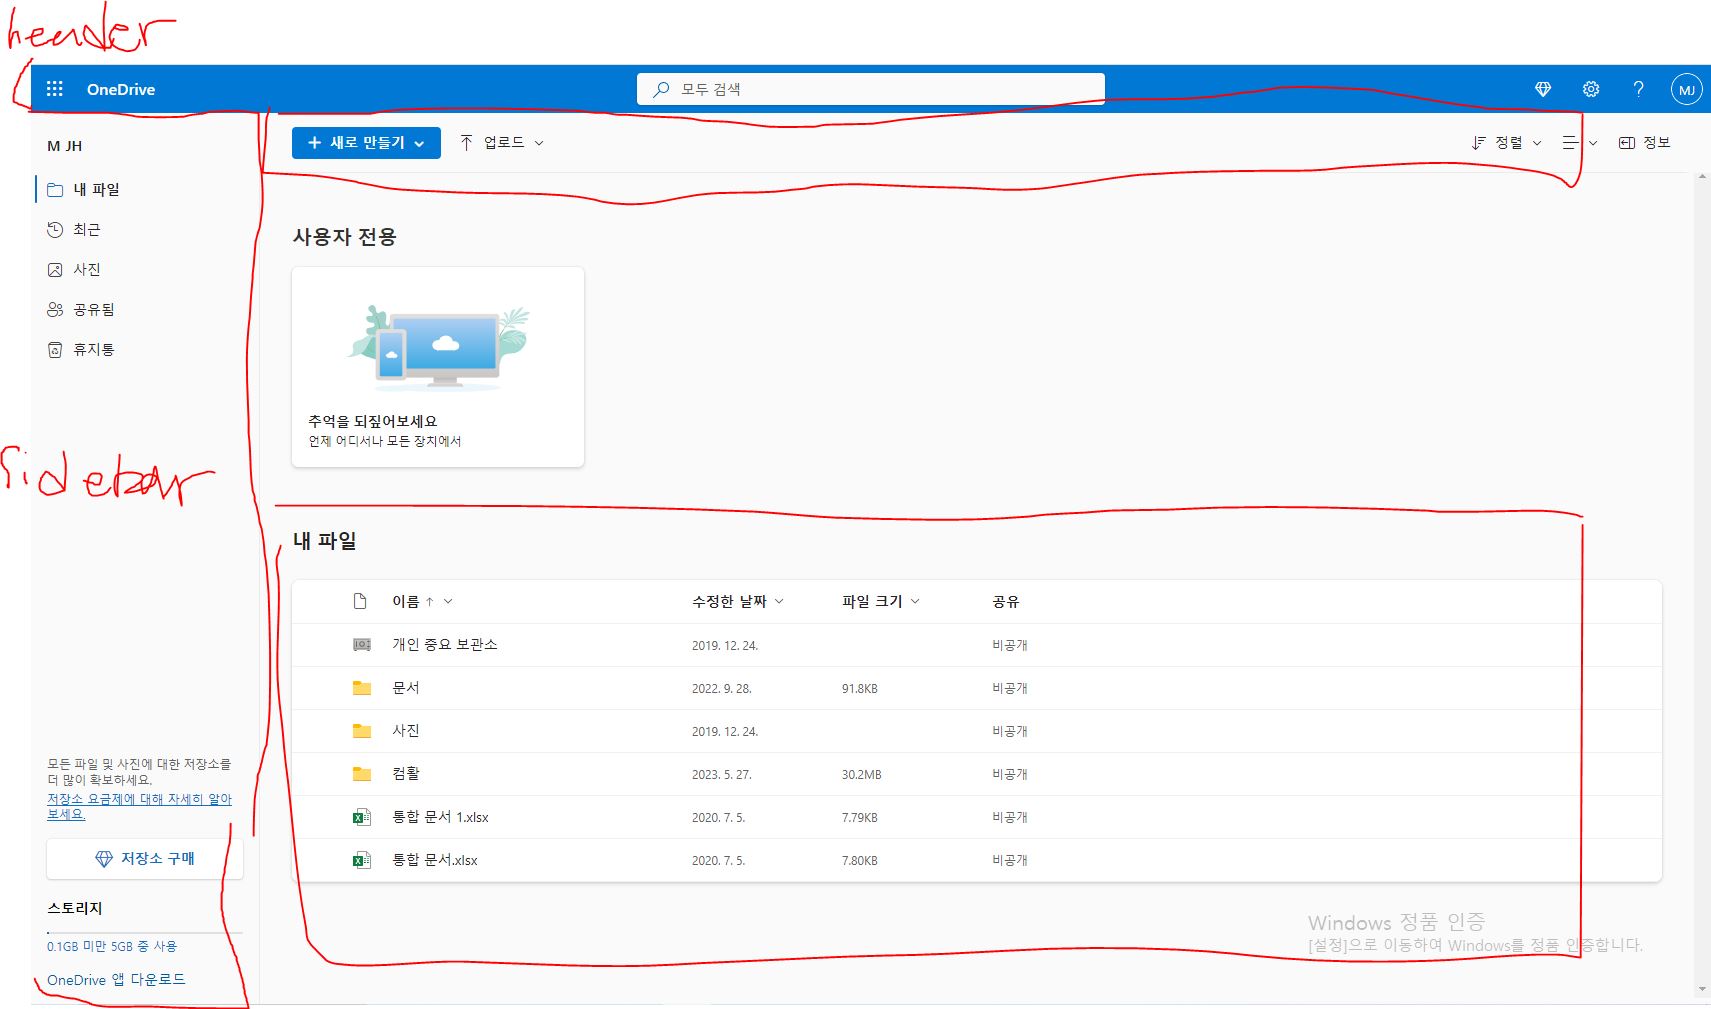 header
OneDrive
모두 검색
MJ
M JH
새로 만들기
업로드
정렬
정보
내 파일
최근
사진
공유됨
휴지통
sidebar
모든 파일 및 사진에 대한 저장소를
더 많이 확보하세요.
저장소 요금제에 대해 자세히 알아
보세요.
저장소 구매
스토리지
0.1GB 미만 5GB 중 사용
OneDrive 앱 다운로드
사용자 전용
추억을 되짚어보세요
언제 어디서나 모든 장치에서
내 파일
이름 ↑ 수정한 날짜 파일 크기 공유
개인 중요 보관소 2019. 12. 24. 비공개
문서 2022. 9. 28. 91.8KB 비공개
사진 2019. 12. 24. 비공개
컴활 2023. 5. 27. 30.2MB 비공개
통합 문서 1.xlsx 2020. 7. 5. 7.79KB 비공개
통합 문서.xlsx 2020. 7. 5. 7.80KB 비공개
Windows 정품 인증
[설정]으로 이동하여 Windows를 정품 인증합니다.